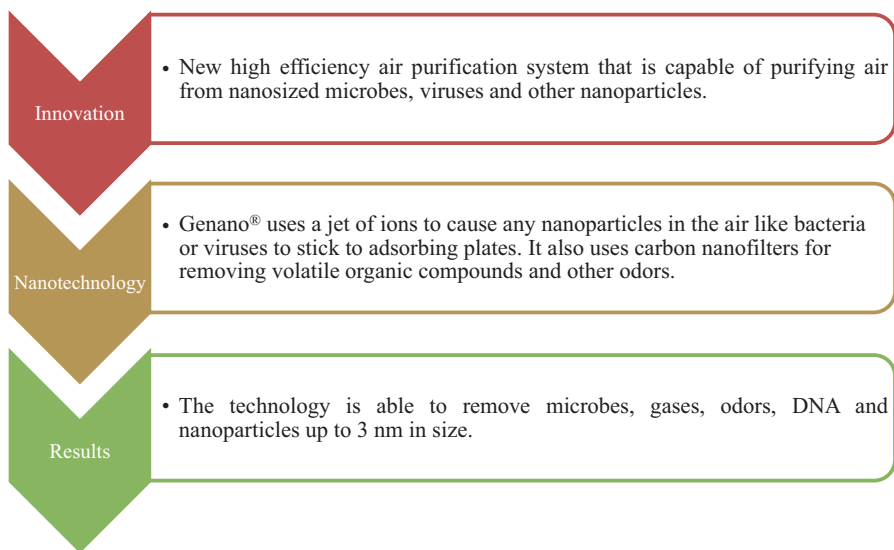 Innovation
• New high efficiency air purification system that is capable of purifying air
from nanosized microbes, viruses and other nanoparticles.
Nanotechnology
• Genano® uses a jet of ions to cause any nanoparticles in the air like bacteria
or viruses to stick to adsorbing plates. It also uses carbon nanofilters for
removing volatile organic compounds and other odors.
Results
• The technology is able to remove microbes, gases, odors, DNA and
nanoparticles up to 3 nm in size.